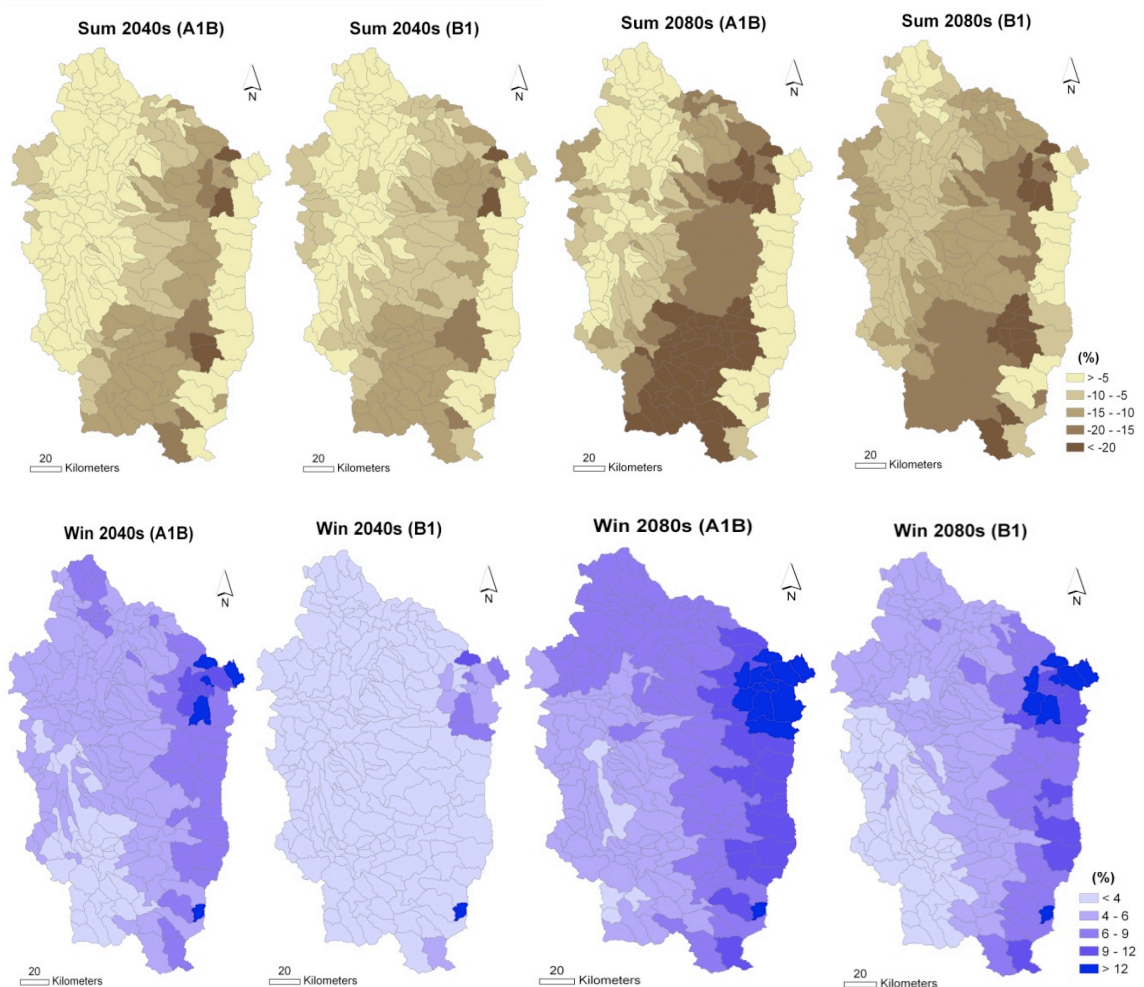 Sum 2040s (A1B)
Sum 2040s (B1)
Sum 2080s (A1B)
Sum 2080s (B1)
N
N
N
N
(%)
> -5
-10 - -5
-15 - -10
-20 - -15
< -20
20
Kilometers
20
Kilometers
20
Kilometers
20
Kilometers
Win 2040s (A1B)
Win 2040s (B1)
Win 2080s (A1B)
Win 2080s (B1)
N
N
N
N
(%)
< 4
4 - 6
6 - 9
9 - 12
> 12
20
Kilometers
20
Kilometers
20
Kilometers
20
Kilometers